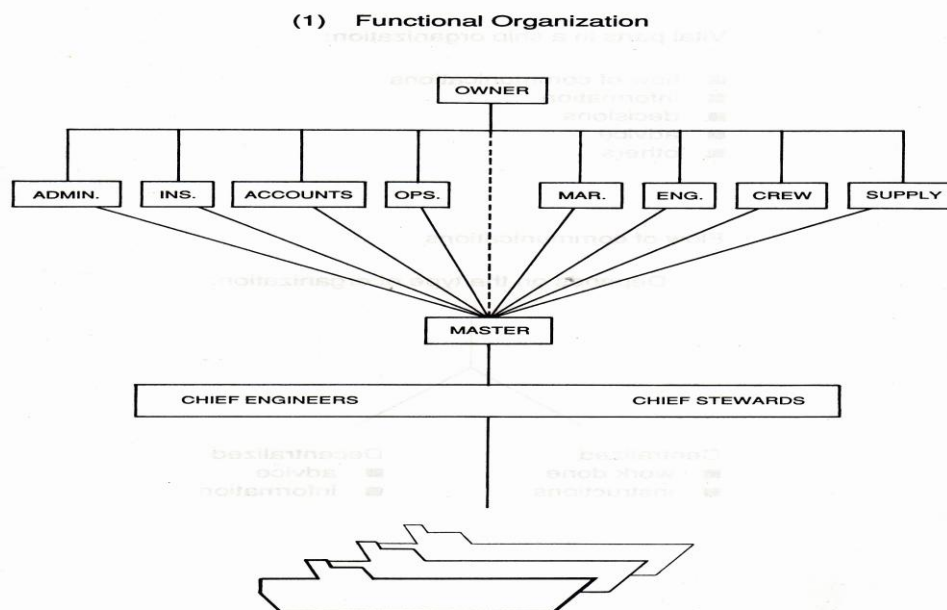 (1) Functional Organization
OWNER
ADMIN. INS. ACCOUNTS OPS. MAR. ENG. CREW SUPPLY
MASTER
CHIEF ENGINEERS CHIEF STEWARDS